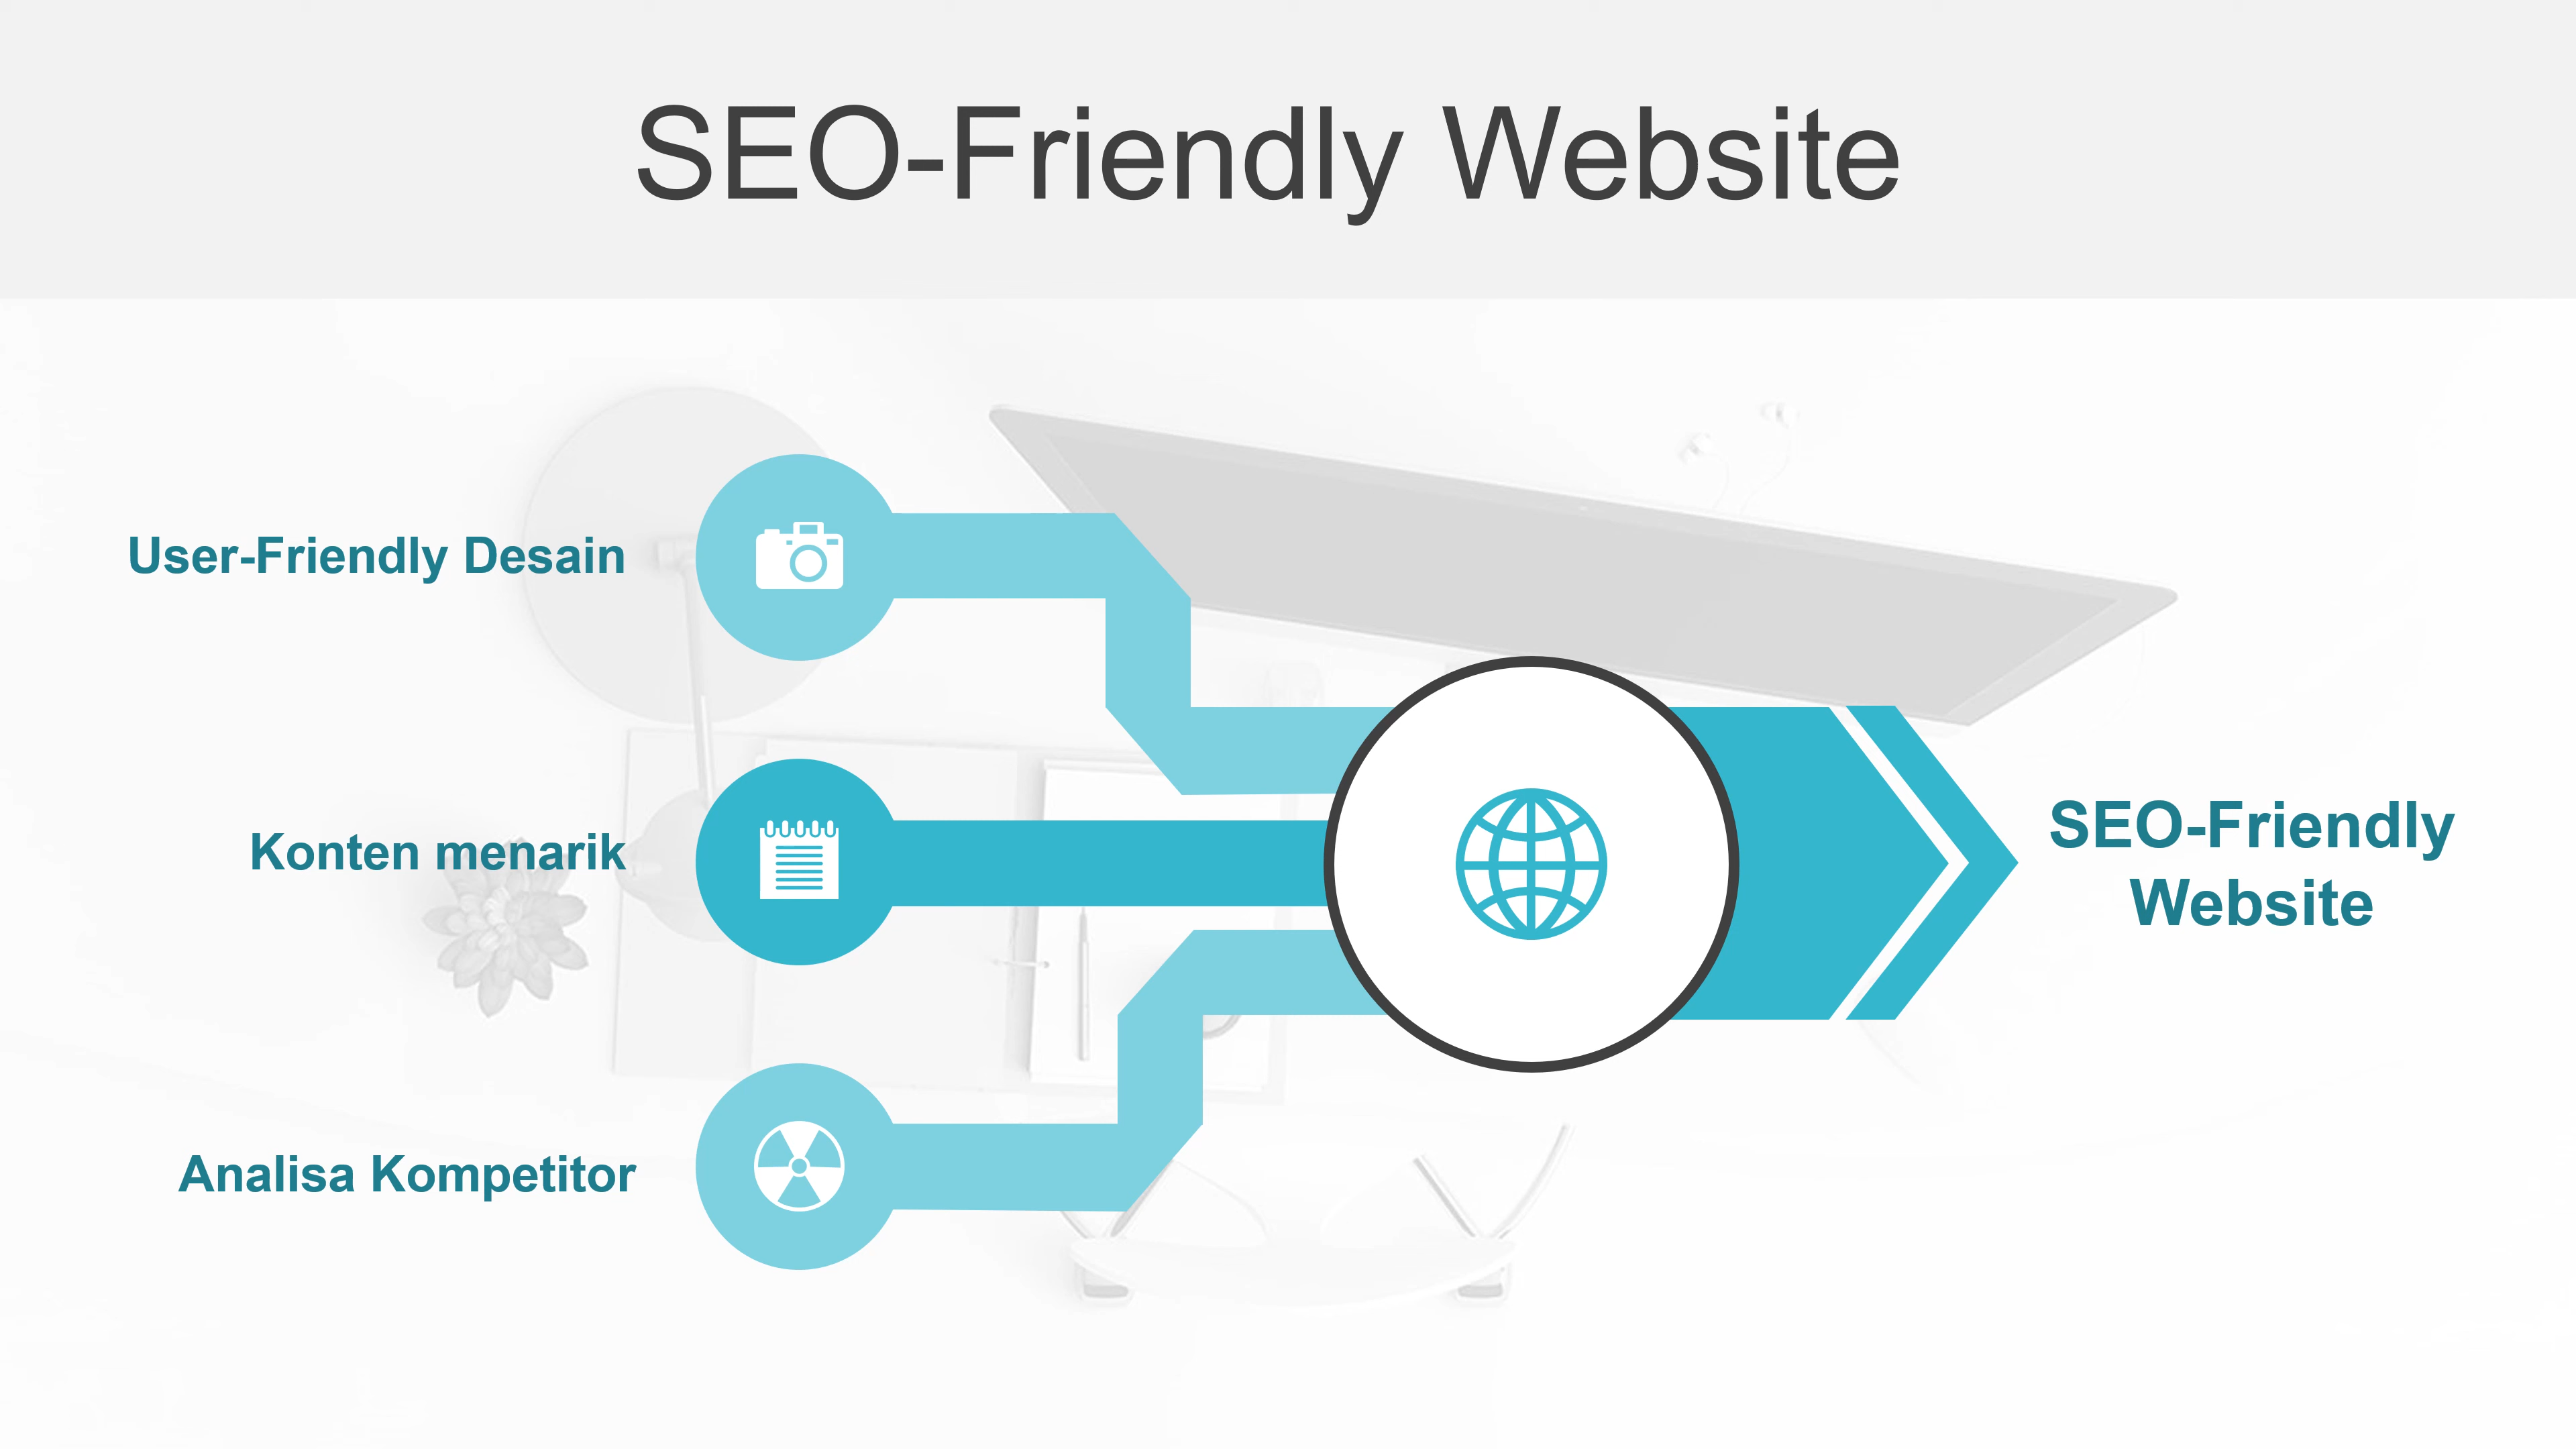 SEO-Friendly Website
User-Friendly Desain
Konten menarik
Analisa Kompetitor
SEO-Friendly
Website